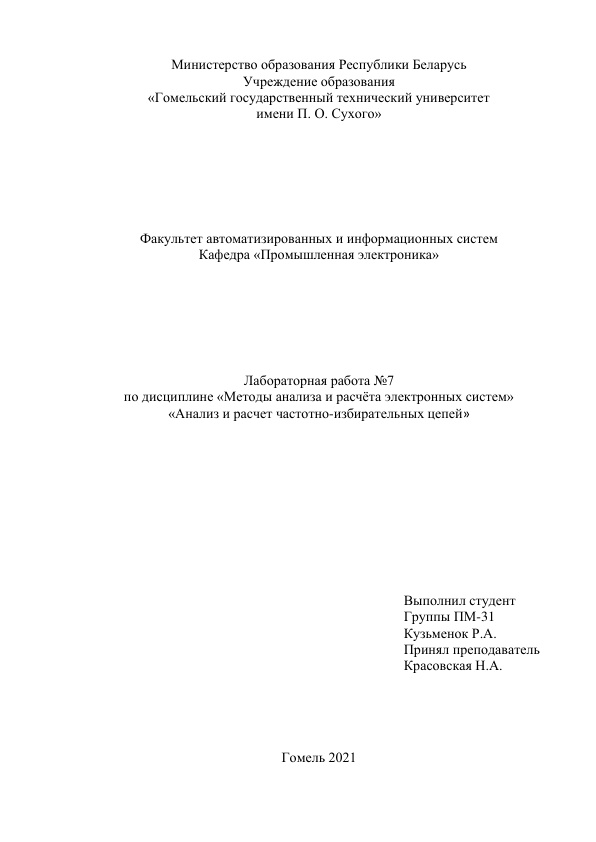 Министерство образования Республики Беларусь
Учреждение образования
«Гомельский государственный технический университет
имени П. О. Сухого»
Факультет автоматизированных и информационных систем
Кафедра «Промышленная электроника»
Лабораторная работа №7
по дисциплине «Методы анализа и расчёта электронных систем»
«Анализ и расчет частотно-избирательных цепей»
Выполнил студент
Группы ПМ-31
Кузьменок Р.А.
Принял преподаватель
Красовская Н.А.
Гомель 2021